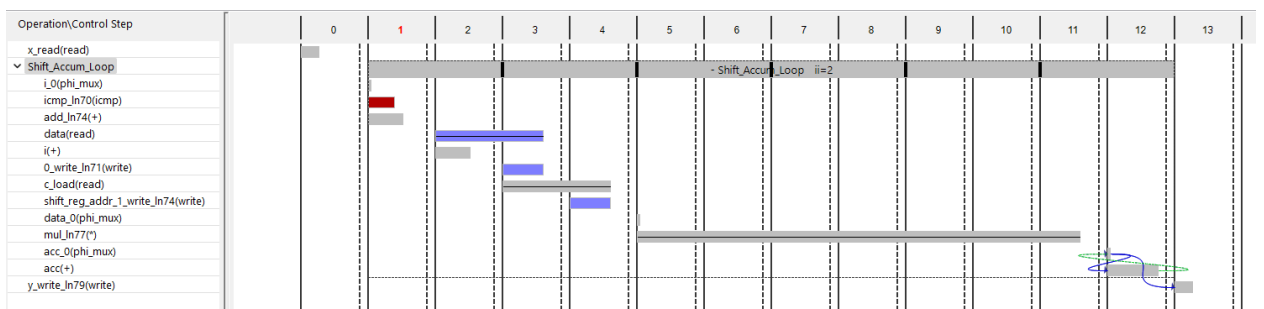 Operation\Control Step 0 1 2 3 4 5 6 7 8 9 10 11 12 13
x_read(read)
Shift_Accum_Loop - Shift_Accum_Loop ii=2
i_0(phi_mux)
icmp_ln70(icmp)
add_ln74(+)
data(read)
i(+)
0_write_ln71(write)
c_load(read)
shift_reg_addr_1_write_ln74(write)
data_0(phi_mux)
mul_ln77(*)
acc_0(phi_mux)
acc(+)
y_write_ln79(write)